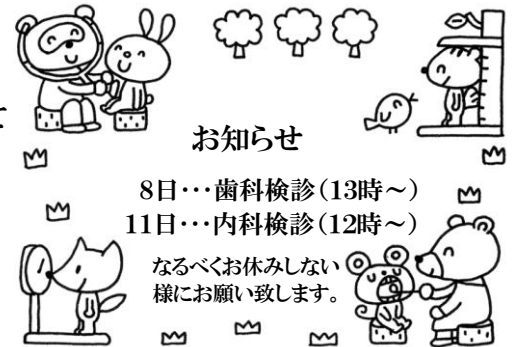 お知らせ
8日･･･歯科検診(13時～)
11日･･･内科検診(12時～)
なるべくお休みしない
様にお願い致します。